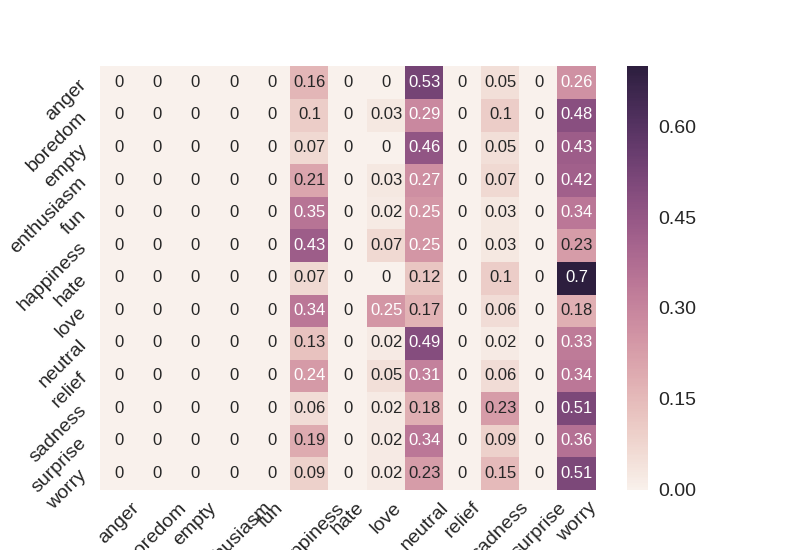 anger 0 0 0 0 0 0.16 0 0 0.53 0 0.05 0 0.26
boredom 0 0 0 0 0 0.1 0 0.03 0.29 0 0.1 0 0.48
empty 0 0 0 0 0 0.07 0 0 0.46 0 0.05 0 0.43
enthusiasm 0 0 0 0 0 0.21 0 0.03 0.27 0 0.07 0 0.42
fun 0 0 0 0 0 0.35 0 0.02 0.25 0 0.03 0 0.34
happiness 0 0 0 0 0 0.43 0 0.07 0.25 0 0.03 0 0.23
hate 0 0 0 0 0 0.07 0 0 0.12 0 0.1 0 0.7
love 0 0 0 0 0 0.34 0 0.25 0.17 0 0.06 0 0.18
neutral 0 0 0 0 0 0.13 0 0.02 0.49 0 0.02 0 0.33
relief 0 0 0 0 0 0.24 0 0.05 0.31 0 0.06 0 0.34
sadness 0 0 0 0 0 0.06 0 0.02 0.18 0 0.23 0 0.51
surprise 0 0 0 0 0 0.19 0 0.02 0.34 0 0.09 0 0.36
worry 0 0 0 0 0 0.09 0 0.02 0.23 0 0.15 0 0.51
anger oredom empty husiasm fun ppiness hate love neutral relief sadness surprise worry
0.60
0.45
0.30
0.15
0.00